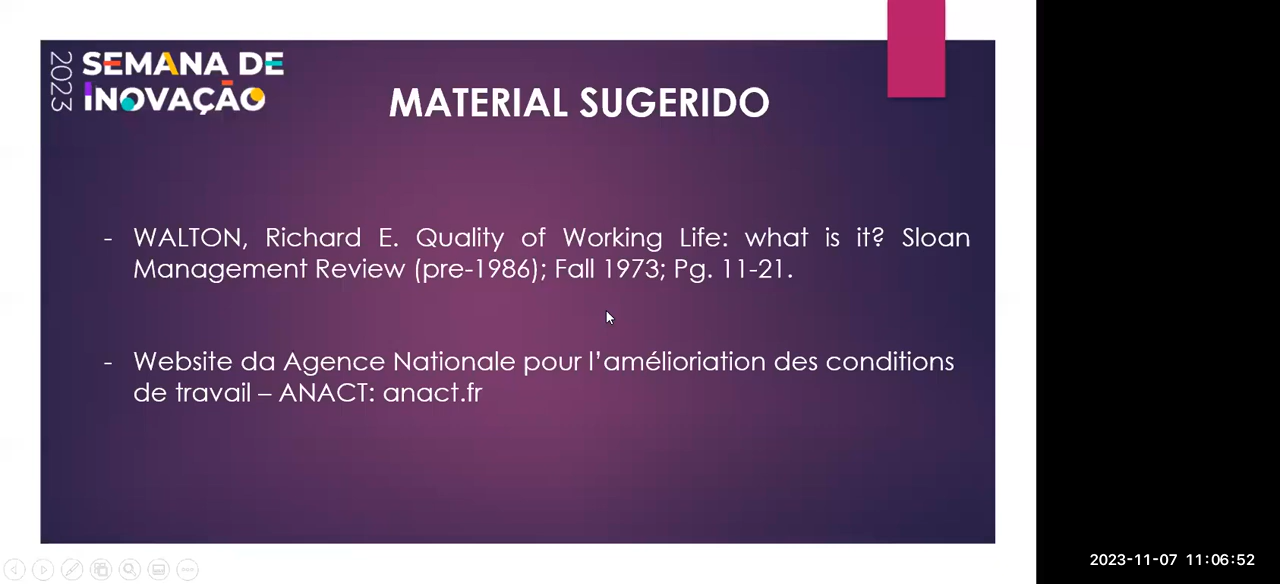 2023
SEMANA DE
INOVAÇÃO
MATERIAL SUGERIDO
- WALTON, Richard E. Quality of Working Life: what is it? Sloan
Management Review (pre-1986); Fall 1973; Pg. 11-21.
- Website da Agence Nationale pour l’amélioriation des conditions
de travail – ANACT: anact.fr
2023-11-07 11:06:52